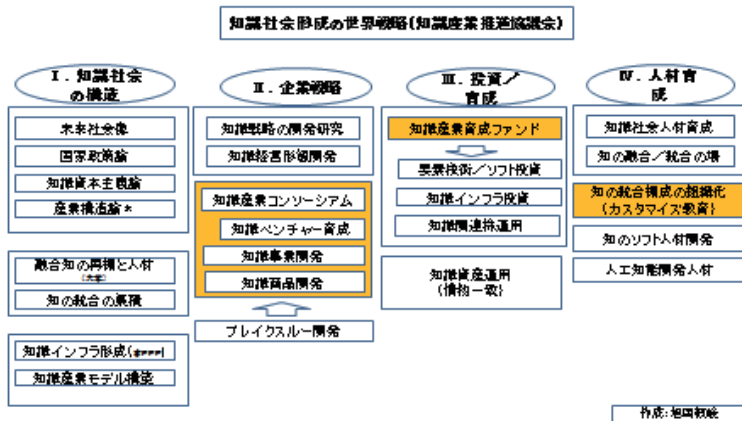 知識社会形成の世界戦略(知識産業推進協議会)
Ⅰ．知識社会
の構造
Ⅱ．企業戦略
Ⅲ．投資／
育成
Ⅳ．人材育
成
未来社会像
国家政策論
知識資本主義論
産業構造論*
融合知の再構と人材
知の統合の集積
知識インフラ形成(
知識産業モデル構築
知識戦略の開発研究
知識経営形態開発
知識産業コンソーシアム
知識ベンチャー育成
知識事業開発
知識商品開発
ブレイクスルー開発
知識産業育成ファンド
要素技術／ソフト投資
知識インフラ投資
知識関連株運用
知識資産運用
(情物一致)
知識社会人材育成
知の融合／統合の場
知の統合構成の組織化
(カスタマイズ教育)
知のソフト人材開発
人工知能開発人材
作成: